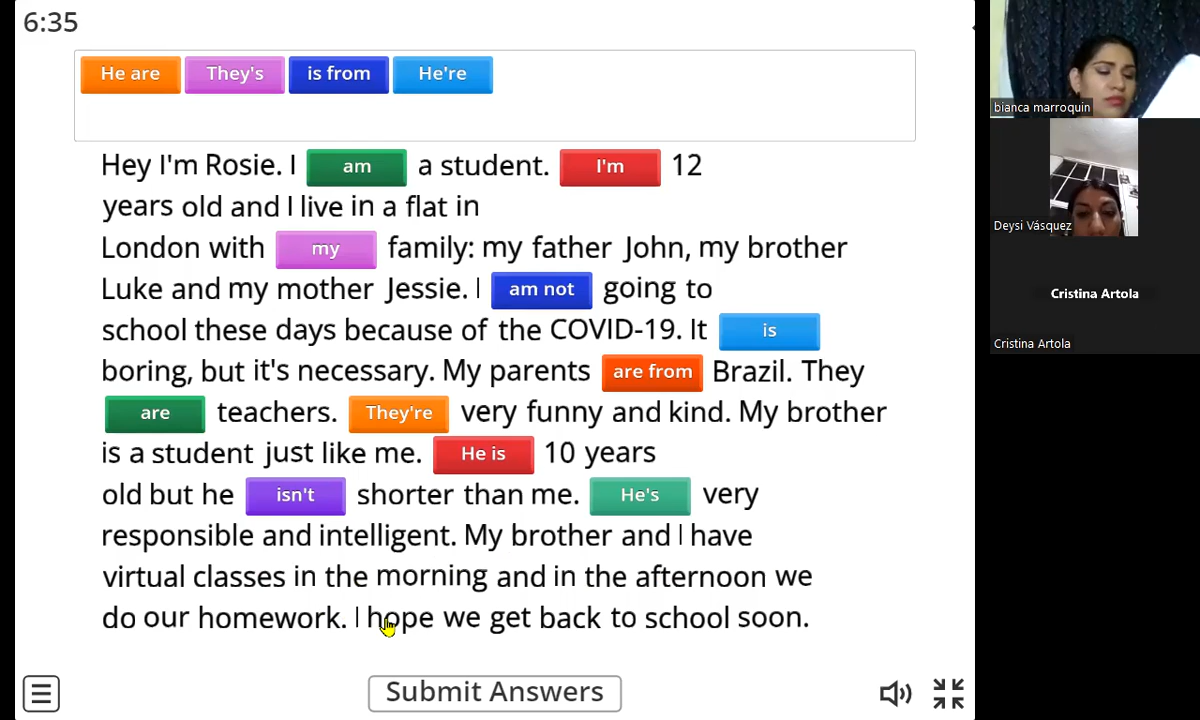 6:35
He are They's is from He're
Hey I'm Rosie. I am a student. I'm 12
years old and I live in a flat in
London with my family: my father John, my brother
Luke and my mother Jessie. I am not going to
school these days because of the COVID-19. It is
boring, but it's necessary. My parents are from Brazil. They
are teachers. They're very funny and kind. My brother
is a student just like me. He is 10 years
old but he isn't shorter than me. He's very
responsible and intelligent. My brother and I have
virtual classes in the morning and in the afternoon we
do our homework. I hope we get back to school soon.
Submit Answers
bianca marroquin
Deysi Vásquez
Cristina Artola
Cristina Artola